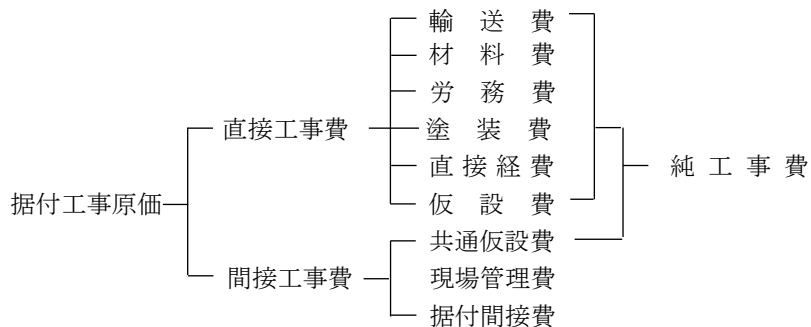 輸送費
材料費
労務費
直接工事費
塗装費
直接経費
純工事費
仮設費
据付工事原価
共通仮設費
間接工事費
現場管理費
据付間接費